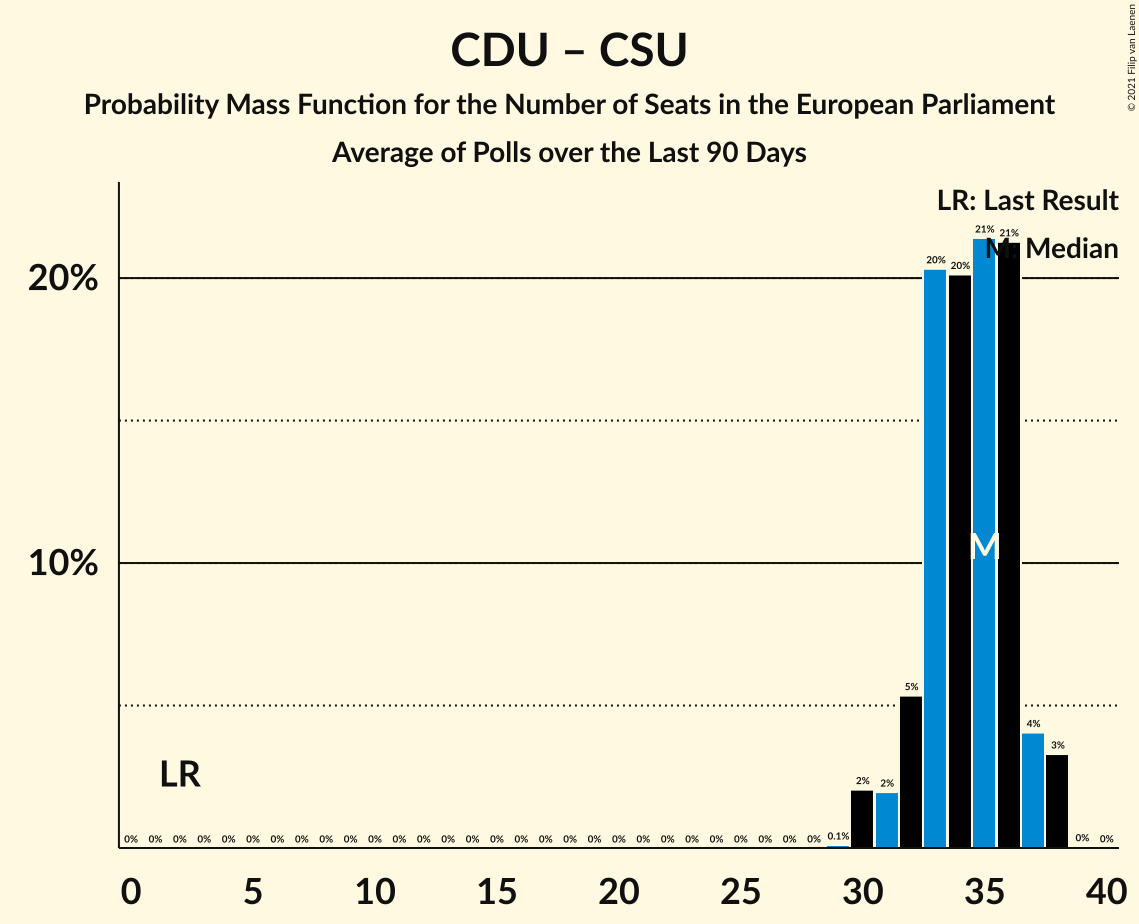 © 2021 Filip van Laenen
CDU – CSU
Probability Mass Function for the Number of Seats in the European Parliament
Average of Polls over the Last 90 Days
LR: Last Result
M: Median
21% 21%
20% 20%
20%
M
10%
5%
4%
3%
2% 2%
LR
0% 0% 0% 0% 0% 0% 0% 0% 0% 0% 0% 0% 0% 0% 0% 0% 0% 0% 0% 0% 0% 0% 0% 0% 0% 0% 0% 0% 0% 0.1% 0% 0%
0 5 10 15 20 25 30 35 40